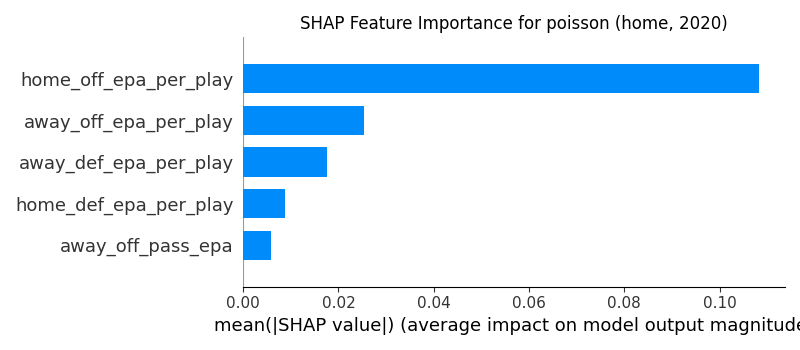 SHAP Feature Importance for poisson (home, 2020)
home_off_epa_per_play
away_off_epa_per_play
away_def_epa_per_play
home_def_epa_per_play
away_off_pass_epa
0.00 0.02 0.04 0.06 0.08 0.10
mean(|SHAP value|) (average impact on model output magnitude